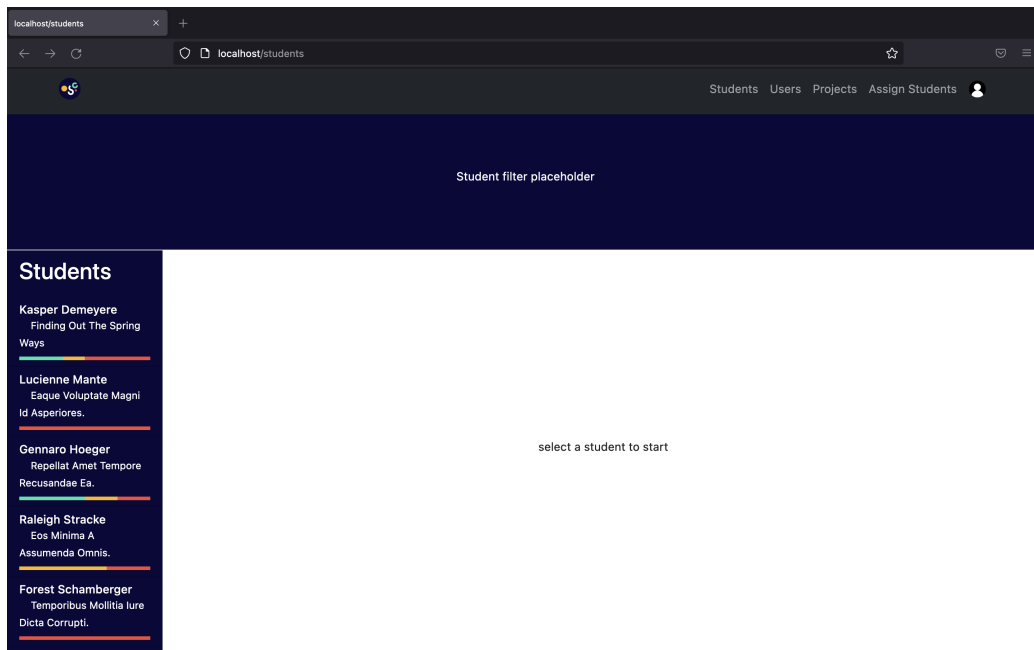 localhost/students
localhost/students
Students Users Projects Assign Students
Student filter placeholder
Students
Kasper Demeyere
Finding Out The Spring
Ways
Lucienne Mante
Eaque Voluptate Magni
Id Asperiores.
Gennaro Hoeger
Repellat Amet Tempore
Recusandae Ea.
Raleigh Stracke
Eos Minima A
Assumenda Omnis.
Forest Schamberger
Temporibus Mollitia Iure
Dicta Corrupti.
select a student to start